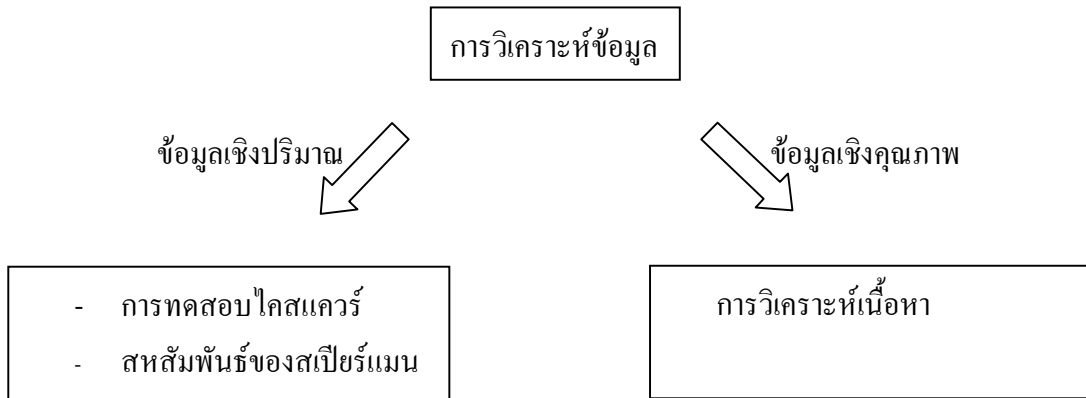 การวิเคราะห์ข้อมูล
ข้อมูลเชิงปริมาณ
ข้อมูลเชิงคุณภาพ
- การทดสอบไคสแควร์
- สหสัมพันธ์ของสเปียร์แมน
การวิเคราะห์เนื้อหา